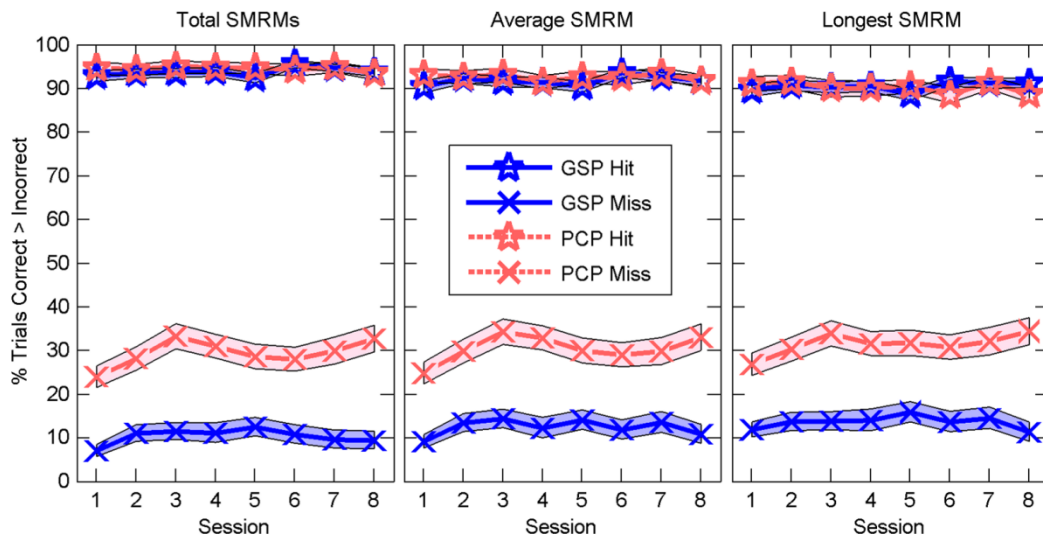 Total SMRMs
Average SMRM
Longest SMRM
% Trials Correct > Incorrect
100
90
80
70
60
50
40
30
20
10
0
GSP Hit
GSP Miss
PCP Hit
PCP Miss
1 2 3 4 5 6 7 8
1 2 3 4 5 6 7 8
1 2 3 4 5 6 7 8
Session
Session
Session